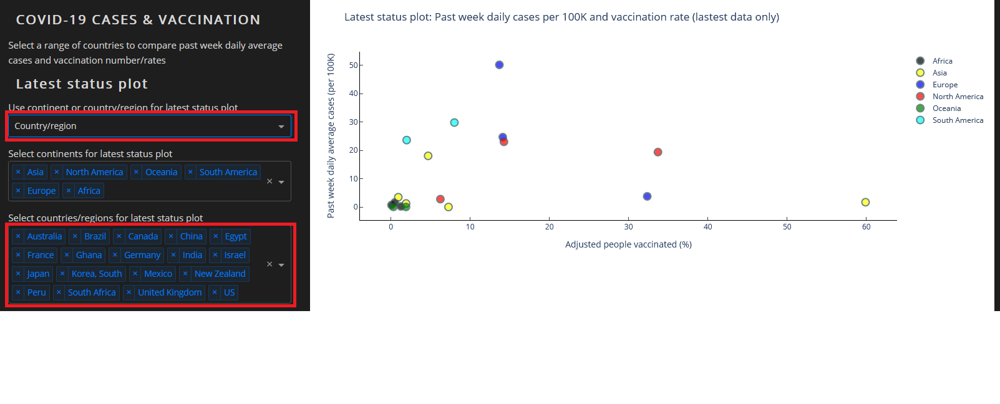 COVID-19 CASES & VACCINATION
Select a range of countries to compare past week daily average
cases and vaccination number/rates
Latest status plot
Use continent or country/region for latest status plot
Country/region
Select continents for latest status plot
× Asia × North America × Oceania × South America
× Europe × Africa
Select countries/regions for latest status plot
× Australia × Brazil × Canada × China × Egypt
× France × Ghana × Germany × India × Israel
× Japan × Korea, South × Mexico × New Zealand
× Peru × South Africa × United Kingdom × US
Latest status plot: Past week daily cases per 100K and vaccination rate (lastest data only)
Past week daily average cases (per 100K)
50
40
30
20
10
0
0 10 20 30 40 50 60
Adjusted people vaccinated (%)
Africa
Asia
Europe
North America
Oceania
South America